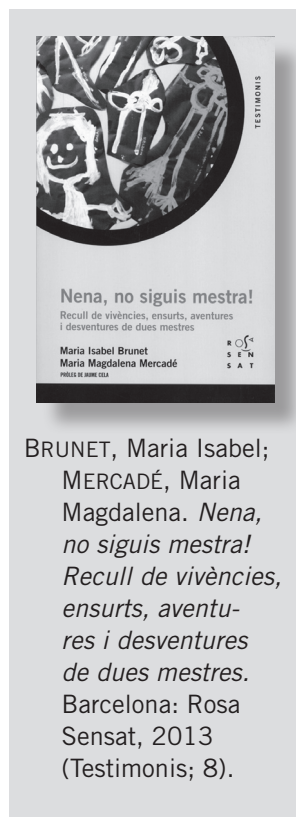 TESTIMONIS
Nena, no siguis mestra!
Recull de vivències, ensurts, aventures
i desventures de dues mestres
Maria Isabel Brunet
Maria Magdalena Mercadé
PRÒLEG DE JAUME CELA
ROSA
SEN
SAT
BRUNET, Maria Isabel;
MERCADÉ, Maria
Magdalena. Nena,
no siguis mestra!
Recull de vivències,
ensurts, aventu-
res i desventures
de dues mestres.
Barcelona: Rosa
Sensat, 2013
(Testimonis; 8).